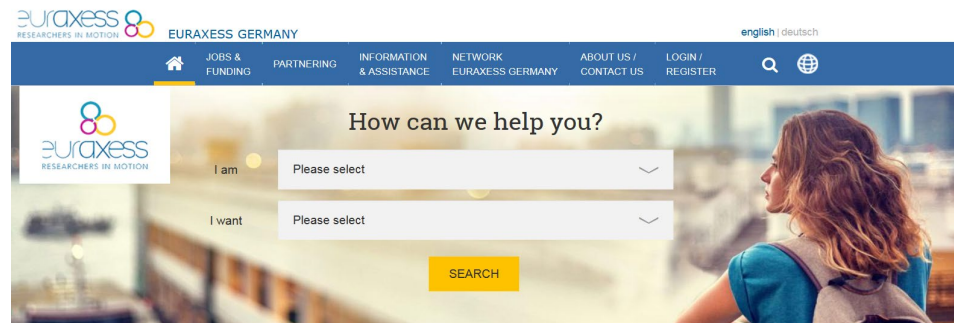 euraxess
RESEARCHERS IN MOTION
EURAXESS GERMANY
english | deutsch
JOBS &
FUNDING
PARTNERING
INFORMATION
& ASSISTANCE
NETWORK
EURAXESS GERMANY
ABOUT US /
CONTACT US
LOGIN /
REGISTER
euraxess
RESEARCHERS IN MOTION
How can we help you?
I am
Please select
I want
Please select
SEARCH